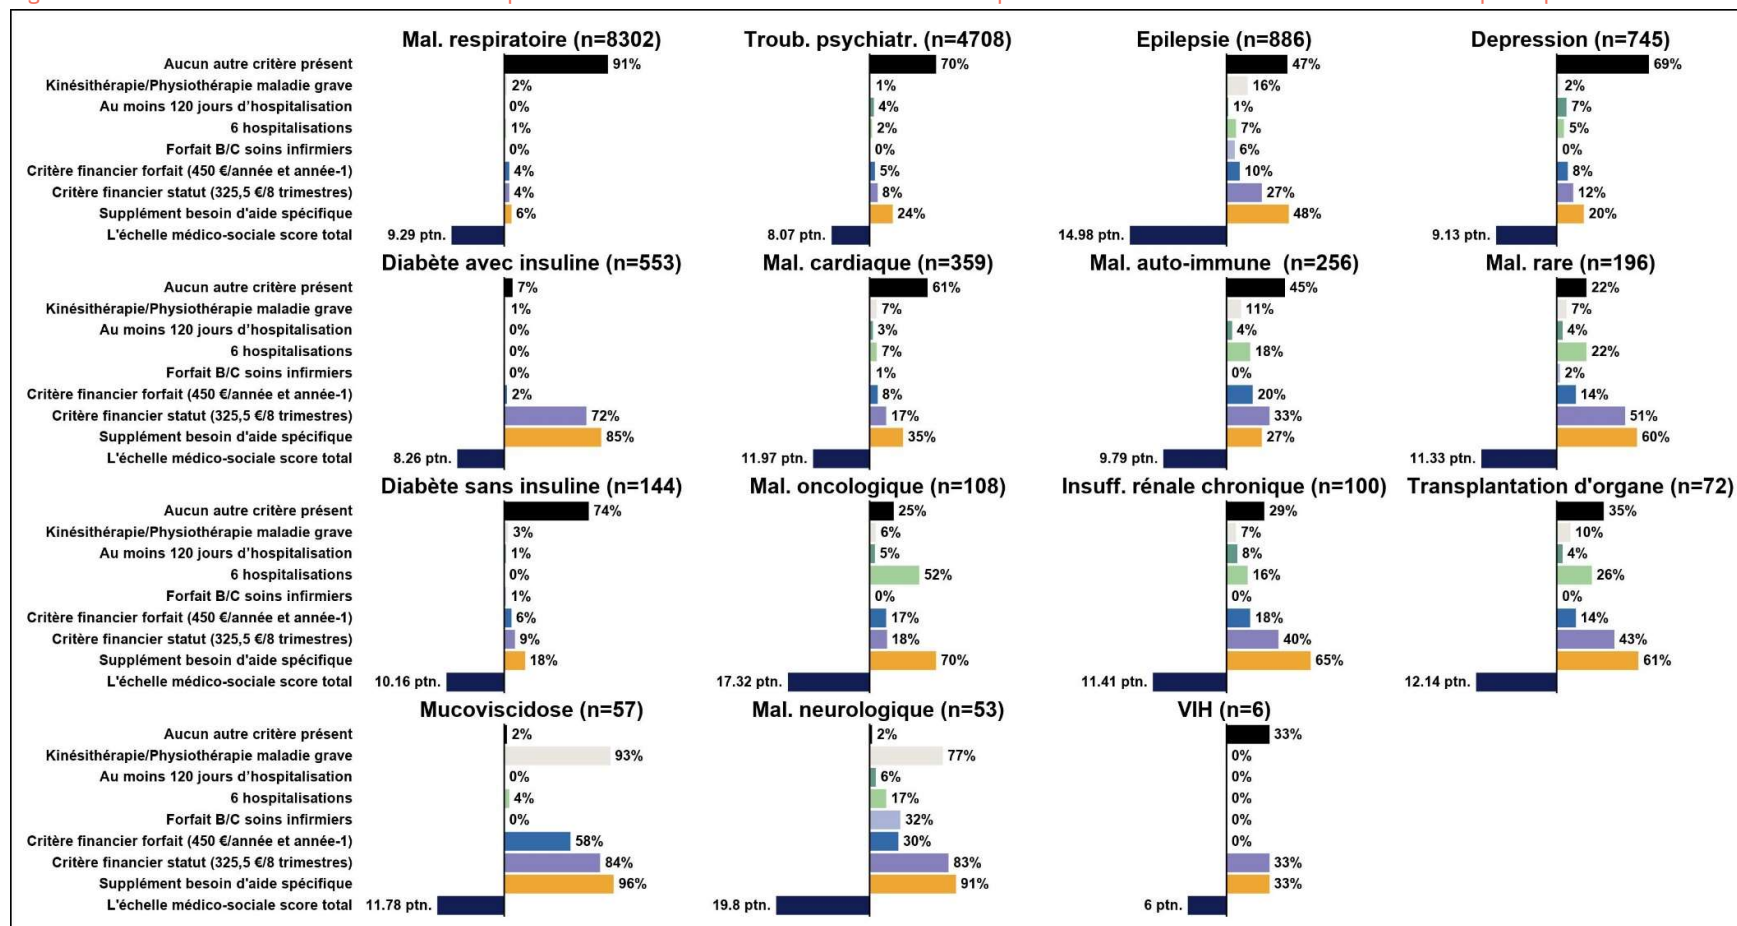 Mal. respiratoire (n=8302) Troub. psychiatr. (n=4708) Epilepsie (n=886) Depression (n=745)
Aucun autre critère présent 91% 70% 47% 69%
Kinésithérapie/Physiothérapie maladie grave 2% 1% 16% 2%
Au moins 120 jours d'hospitalisation 0% 4% 1% 7%
6 hospitalisations 1% 2% 7% 5%
Forfait B/C soins infirmiers 0% 0% 6% 0%
Critère financier forfait (450 €/année et année-1) 4% 5% 10% 8%
Critère financier statut (325,5 €/8 trimestres) 4% 8% 27% 12%
Supplément besoin d'aide spécifique 6% 24% 48% 20%
L'échelle médico-sociale score total 9.29 ptn. 8.07 ptn. 14.98 ptn. 9.13 ptn.
Diabète avec insuline (n=553) Mal. cardiaque (n=359) Mal. auto-immune (n=256) Mal. rare (n=196)
Aucun autre critère présent 7% 61% 45% 22%
Kinésithérapie/Physiothérapie maladie grave 1% 7% 11% 7%
Au moins 120 jours d'hospitalisation 0% 3% 4% 4%
6 hospitalisations 0% 7% 18% 22%
Forfait B/C soins infirmiers 0% 1% 0% 2%
Critère financier forfait (450 €/année et année-1) 2% 8% 20% 14%
Critère financier statut (325,5 €/8 trimestres) 72% 17% 33% 51%
Supplément besoin d'aide spécifique 85% 35% 27% 60%
L'échelle médico-sociale score total 8.26 ptn. 11.97 ptn. 9.79 ptn. 11.33 ptn.
Diabète sans insuline (n=144) Mal. oncologique (n=108) Insuff. rénale chronique (n=100) Transplantation d'organe (n=72)
Aucun autre critère présent 74% 25% 29% 35%
Kinésithérapie/Physiothérapie maladie grave 3% 6% 7% 10%
Au moins 120 jours d'hospitalisation 1% 5% 8% 4%
6 hospitalisations 0% 52% 16% 26%
Forfait B/C soins infirmiers 1% 0% 0% 0%
Critère financier forfait (450 €/année et année-1) 6% 17% 18% 14%
Critère financier statut (325,5 €/8 trimestres) 9% 18% 40% 43%
Supplément besoin d'aide spécifique 18% 70% 65% 61%
L'échelle médico-sociale score total 10.16 ptn. 17.32 ptn. 11.41 ptn. 12.14 ptn.
Mucoviscidose (n=57) Mal. neurologique (n=53) VIH (n=6)
Aucun autre critère présent 2% 2% 33%
Kinésithérapie/Physiothérapie maladie grave 93% 77% 0%
Au moins 120 jours d'hospitalisation 0% 6% 0%
6 hospitalisations 4% 17% 0%
Forfait B/C soins infirmiers 0% 32% 0%
Critère financier forfait (450 €/année et année-1) 58% 30% 0%
Critère financier statut (325,5 €/8 trimestres) 84% 83% 33%
Supplément besoin d'aide spécifique 96% 91% 33%
L'échelle médico-sociale score total 11.78 ptn. 19.8 ptn. 6 ptn.